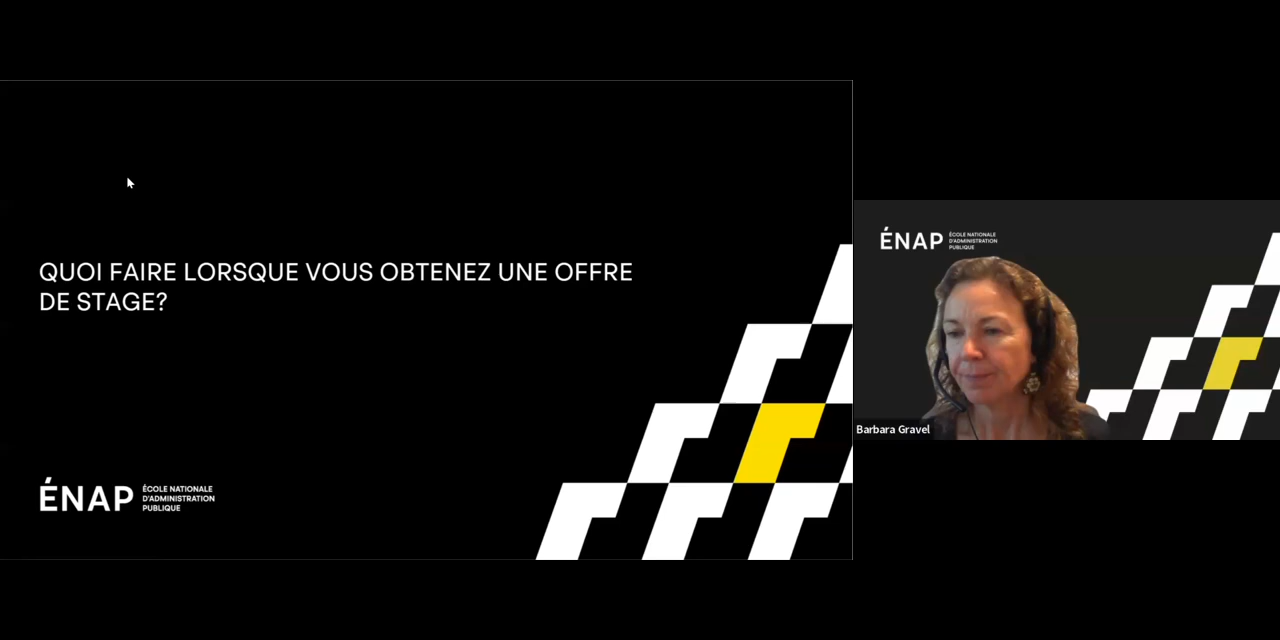 QUOI FAIRE LORSQUE VOUS OBTENEZ UNE OFFRE
DE STAGE?
ÉNAP
ÉCOLE NATIONALE
D'ADMINISTRATION
PUBLIQUE
ÉNAP
ÉCOLE NATIONALE
D'ADMINISTRATION
PUBLIQUE
Barbara Gravel